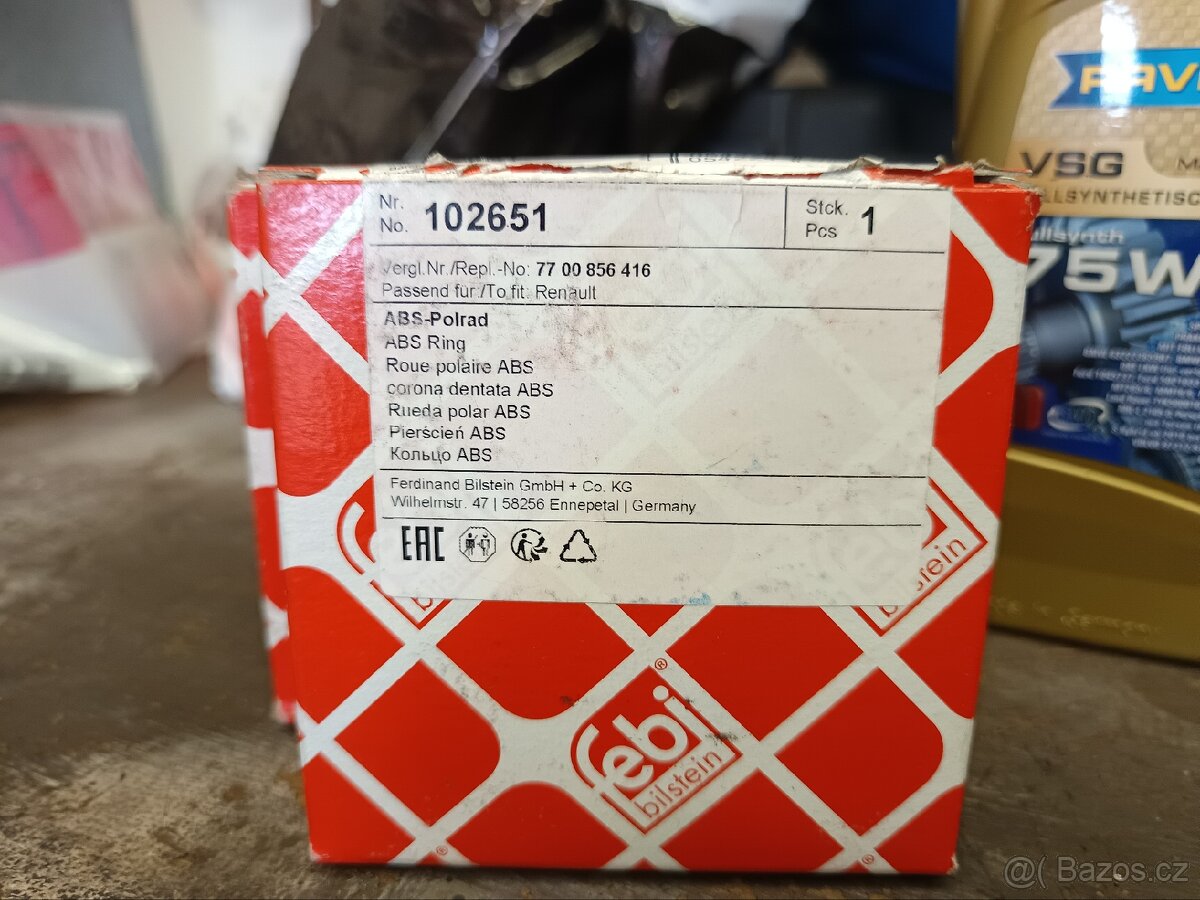 Nr.
No. 102651
Stck.
Pcs 1
Vergl.Nr./Repl.-No: 77 00 856 416
Passend für /To fit: Renault
ABS-Polrad
ABS Ring
Roue polaire ABS
corona dentata ABS
Rueda polar ABS
Pierścień ABS
Кольцо ABS
Ferdinand Bilstein GmbH + Co. KG
Wilhelmstr. 47 | 58256 Ennepetal | Germany
EAC
febi
bilstein
VSG
75W
Bazos.cz